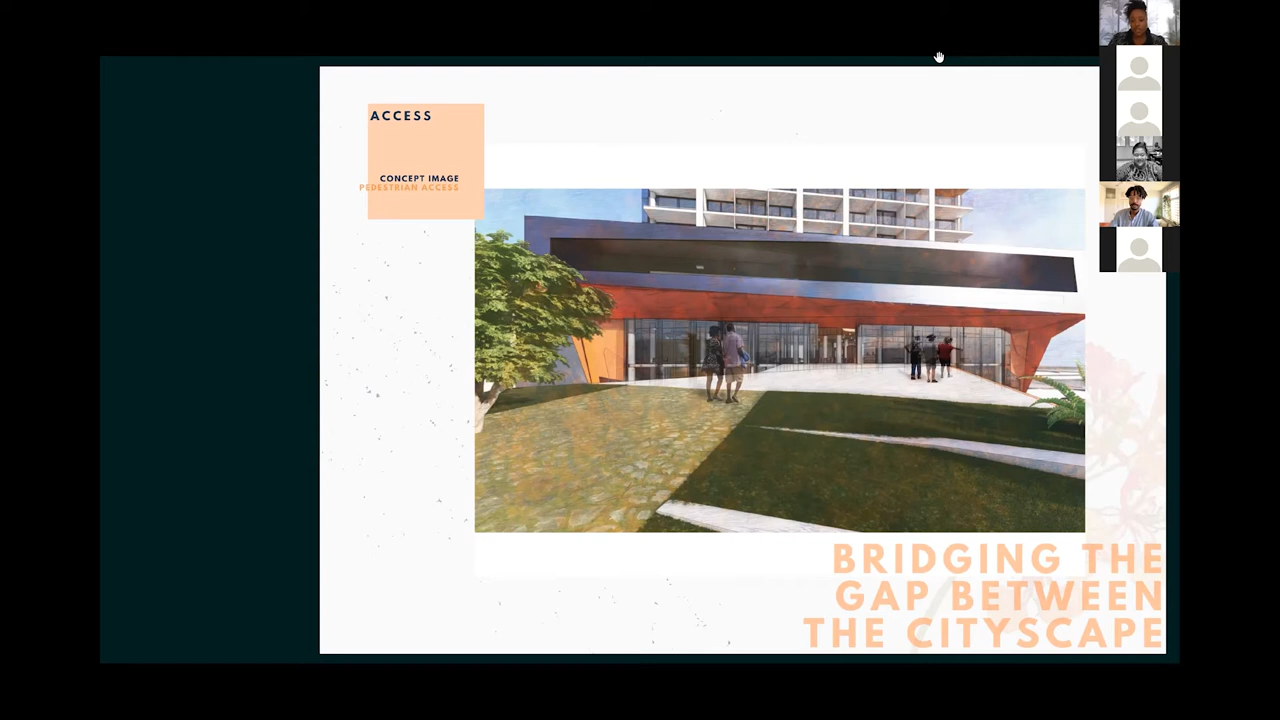 ACCESS
CONCEPT IMAGE
PEDESTRIAN ACCESS
BRIDGING THE
GAP BETWEEN
THE CITYSCAPE